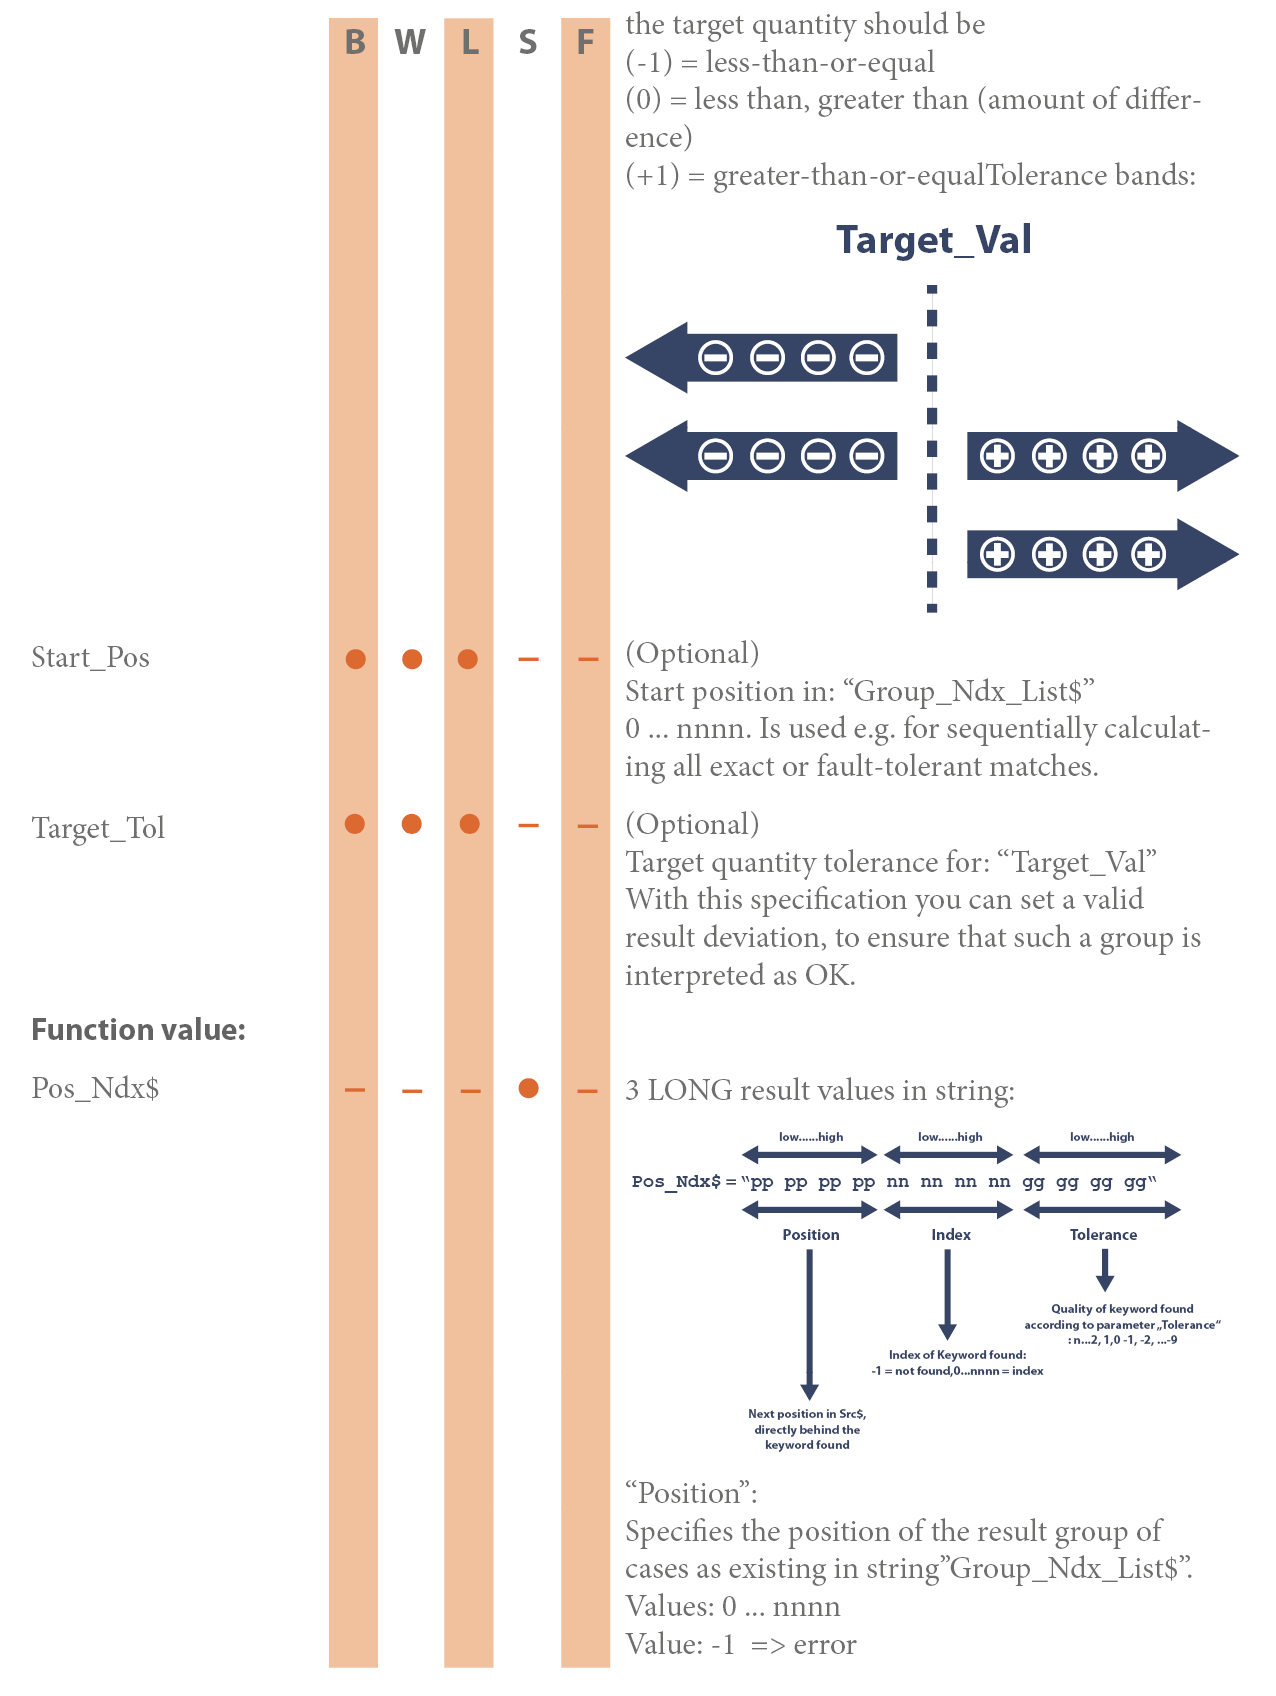 B W L S F
the target quantity should be
(-1) = less-than-or-equal
(0) = less than, greater than (amount of differ-
ence)
(+1) = greater-than-or-equalTolerance bands:
Target_Val
Start_Pos
(Optional)
Start position in: “Group_Ndx_List$”
0 ... nnnn. Is used e.g. for sequentially calculat-
ing all exact or fault-tolerant matches.
Target_Tol
(Optional)
Target quantity tolerance for: “Target_Val”
With this specification you can set a valid
result deviation, to ensure that such a group is
interpreted as OK.
Function value:
Pos_Ndx$
3 LONG result values in string:
low......high low......high low......high
Pos_Ndx$ = “pp pp pp pp nn nn nn nn gg gg gg gg“
Position Index Tolerance
Quality of keyword found
according to parameter „Tolerance“
: n...2, 1,0 -1, -2, ...-9
Index of Keyword found:
-1 = not found,0...nnnn = index
Next position in Src$,
directly behind the
keyword found
“Position”:
Specifies the position of the result group of
cases as existing in string”Group_Ndx_List$”.
Values: 0 ... nnnn
Value: -1  => error